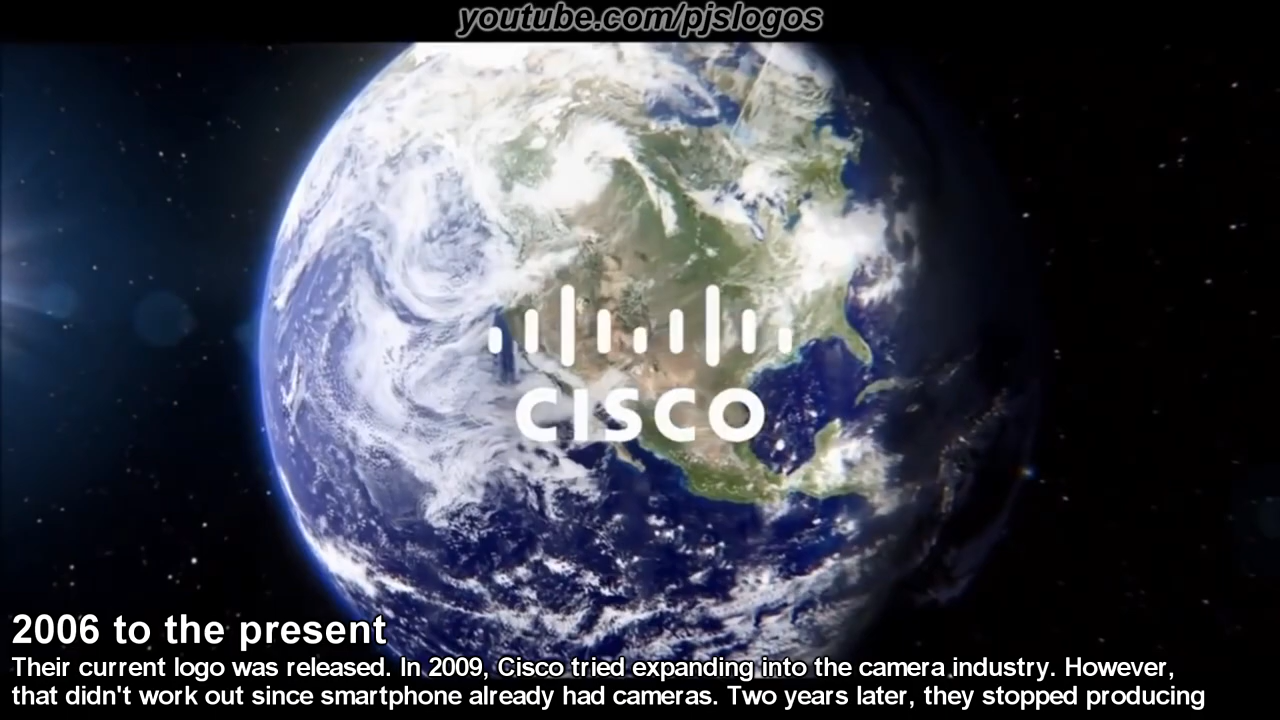 youtube.com/pjslogos
CISCO
2006 to the present
Their current logo was released. In 2009, Cisco tried expanding into the camera industry. However,
that didn't work out since smartphone already had cameras. Two years later, they stopped producing